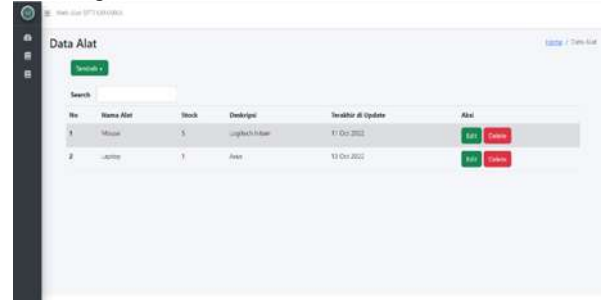 Data Alat
Home / Data Alat
Tambah +
Search
No Nama Alat Stock Deskripsi Terakhir di Update Aksi
1 Mouse 5 Logitech hitam 11 Oct 2022 Edit Delete
2 Laptop 1 Asus 13 Oct 2022 Edit Delete